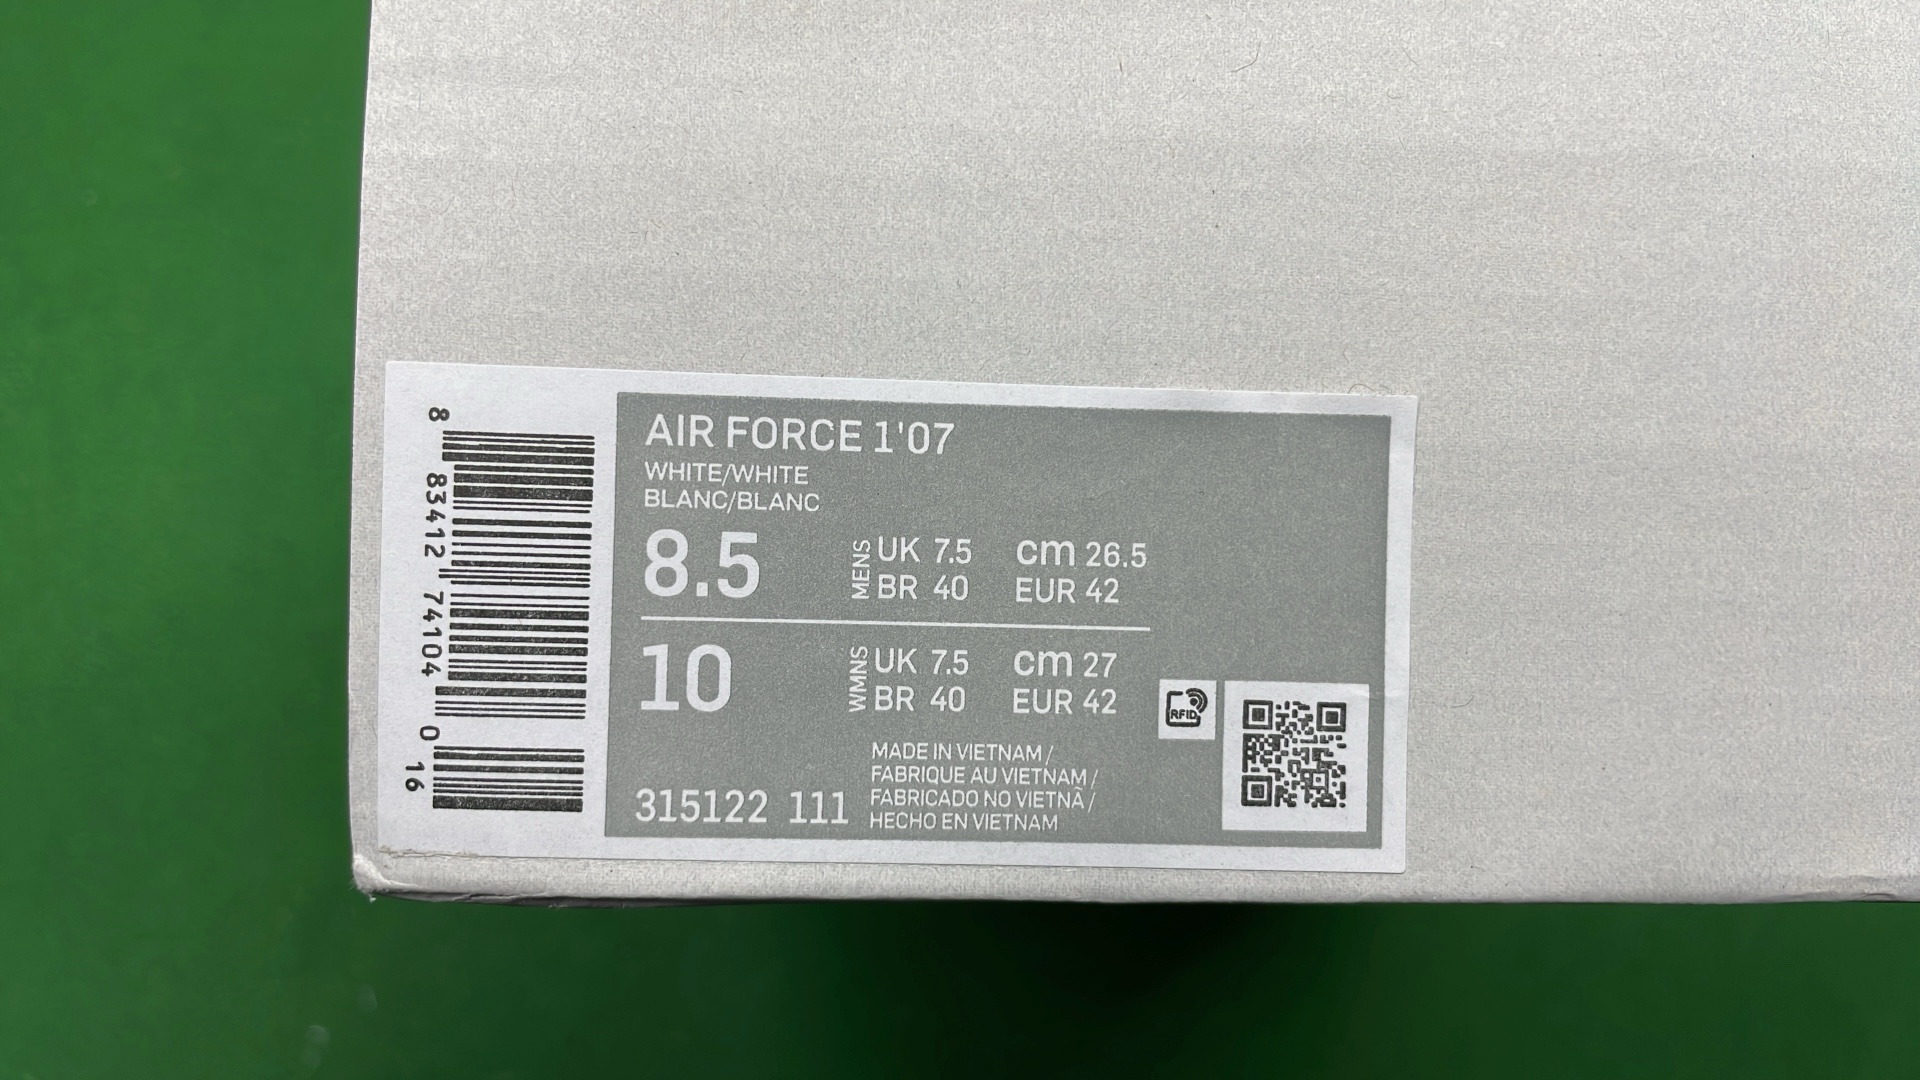 8 83412 74104 0 16
AIR FORCE 1'07
WHITE/WHITE
BLANC/BLANC
8.5 MENS UK 7.5 cm 26.5
BR 40 EUR 42
10 WMNS UK 7.5 cm 27
BR 40 EUR 42
RFID
MADE IN VIETNAM /
FABRIQUE AU VIETNAM /
FABRICADO NO VIETNÃ /
HECHO EN VIETNAM
315122 111